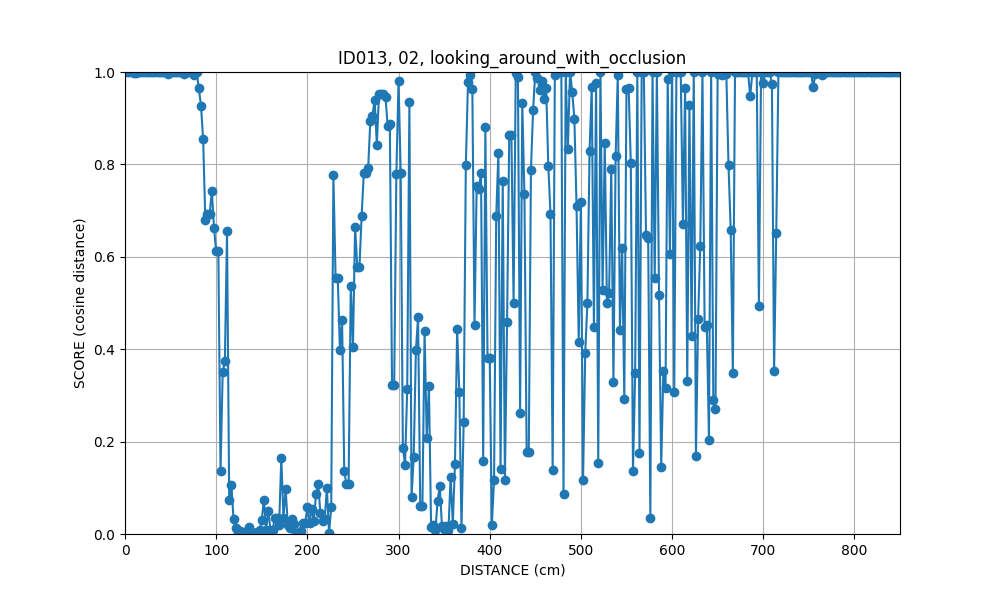 ID013, 02, looking_around_with_occlusion
SCORE (cosine distance)
1.0
0.8
0.6
0.4
0.2
0.0
0 100 200 300 400 500 600 700 800
DISTANCE (cm)